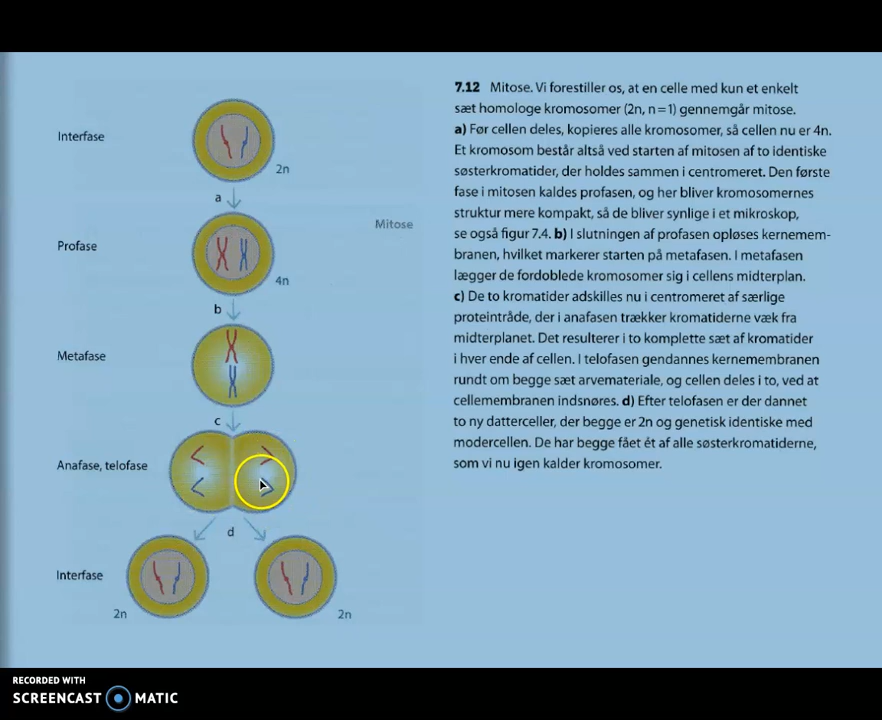 Interfase
2n
a
Mitose
Profase
4n
b
Metafase
c
Anafase, telofase
d
Interfase
2n
2n
7.12 Mitose. Vi forestiller os, at en celle med kun et enkelt
sæt homologe kromosomer (2n, n=1) gennemgår mitose.
a) Før cellen deles, kopieres alle kromosomer, så cellen nu er 4n.
Et kromosom består altså ved starten af mitosen af to identiske
søsterkromatider, der holdes sammen i centromeret. Den første
fase i mitosen kaldes profasen, og her bliver kromosomernes
struktur mere kompakt, så de bliver synlige i et mikroskop,
se også figur 7.4. b) I slutningen af profasen opløses kernemem-
branen, hvilket markerer starten på metafasen. I metafasen
lægger de fordoblede kromosomer sig i cellens midterplan.
c) De to kromatider adskilles nu i centromeret af særlige
proteintråde, der i anafasen trækker kromatiderne væk fra
midterplanet. Det resulterer i to komplette sæt af kromatider
i hver ende af cellen. I telofasen gendannes kernemembranen
rundt om begge sæt arvemateriale, og cellen deles i to, ved at
cellemembranen indsnøres. d) Efter telofasen er der dannet
to ny datterceller, der begge er 2n og genetisk identiske med
modercellen. De har begge fået ét af alle søsterkromatiderne,
som vi nu igen kalder kromosomer.
RECORDED WITH
SCREENCAST MATIC